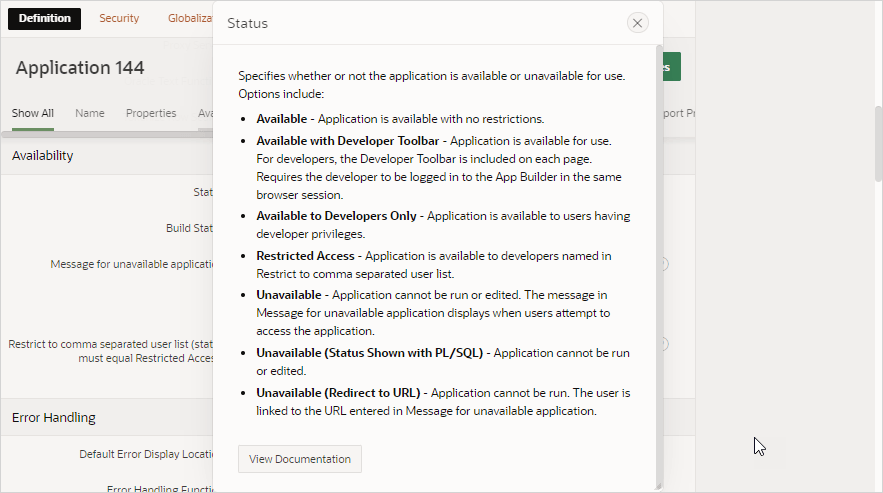 Definition Security Globaliza
Status
Application 144
es
Show All Name Properties Ava
port Pr
Availability
Stat
Build Stat
Message for unavailable applicati
Restrict to comma separated user list (stat
must equal Restricted Acces
Error Handling
Default Error Display Locati
Error Handling Functi
Specifies whether or not the application is available or unavailable for use.
Options include:
• Available - Application is available with no restrictions.
• Available with Developer Toolbar - Application is available for use.
For developers, the Developer Toolbar is included on each page.
Requires the developer to be logged in to the App Builder in the same
browser session.
• Available to Developers Only - Application is available to users having
developer privileges.
• Restricted Access - Application is available to developers named in
Restrict to comma separated user list.
• Unavailable - Application cannot be run or edited. The message in
Message for unavailable application displays when users attempt to
access the application.
• Unavailable (Status Shown with PL/SQL) - Application cannot be run
or edited.
• Unavailable (Redirect to URL) - Application cannot be run. The user is
linked to the URL entered in Message for unavailable application.
View Documentation